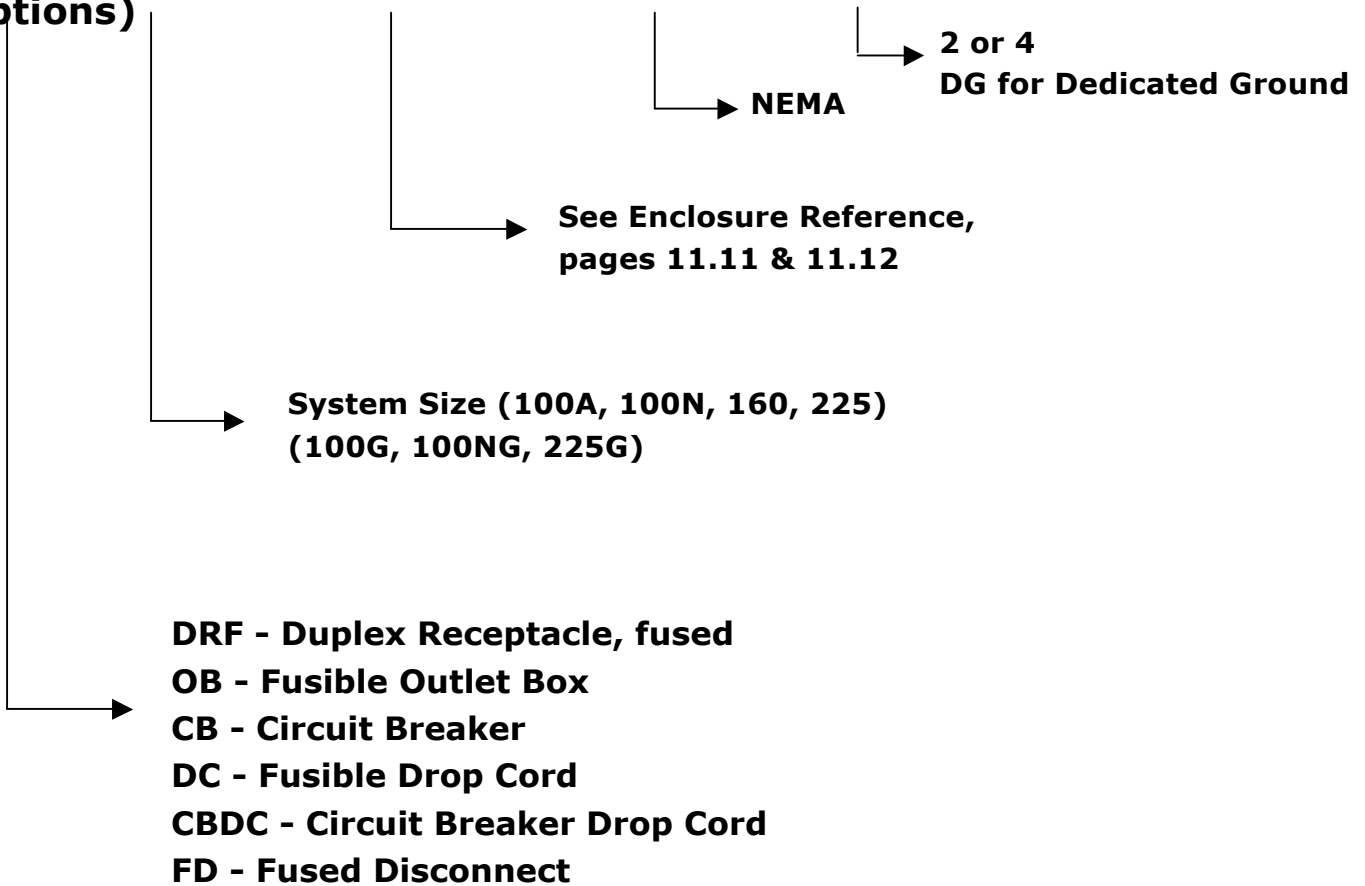 2 or 4
DG for Dedicated Ground
NEMA
See Enclosure Reference,
pages 11.11 & 11.12
System Size (100A, 100N, 160, 225)
(100G, 100NG, 225G)
DRF - Duplex Receptacle, fused
OB - Fusible Outlet Box
CB - Circuit Breaker
DC - Fusible Drop Cord
CBDC - Circuit Breaker Drop Cord
FD - Fused Disconnect